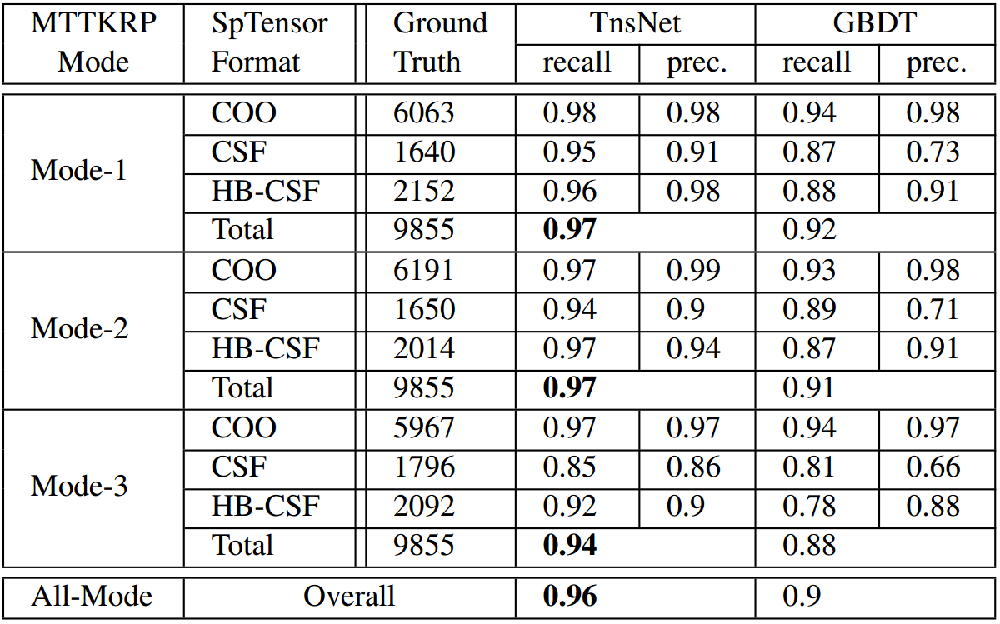 MTTKRP SpTensor Ground TnsNet GBDT
Mode Format Truth recall prec. recall prec.
COO 6063 0.98 0.98 0.94 0.98
CSF 1640 0.95 0.91 0.87 0.73
Mode-1
HB-CSF 2152 0.96 0.98 0.88 0.91
Total 9855 0.97 0.92
COO 6191 0.97 0.99 0.93 0.98
CSF 1650 0.94 0.9 0.89 0.71
Mode-2
HB-CSF 2014 0.97 0.94 0.87 0.91
Total 9855 0.97 0.91
COO 5967 0.97 0.97 0.94 0.97
CSF 1796 0.85 0.86 0.81 0.66
Mode-3
HB-CSF 2092 0.92 0.9 0.78 0.88
Total 9855 0.94 0.88
All-Mode Overall 0.96 0.9